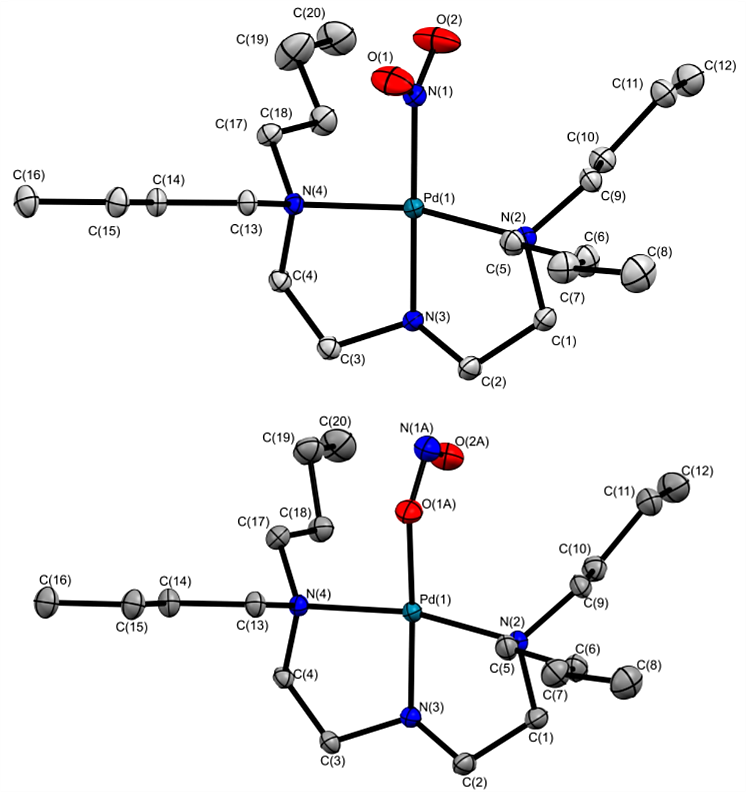 C(20)
O(2)
C(19)
O(1)
C(12)
C(11)
N(1)
C(18)
C(17)
C(10)
C(16)
C(14)
C(9)
N(4)
Pd(1)
N(2)
C(15)
C(13)
C(6)
C(5)
C(8)
C(4)
C(7)
N(3)
C(1)
C(3)
C(2)
C(20)
N(1A)
C(19)
O(2A)
C(12)
C(11)
O(1A)
C(18)
C(17)
C(10)
C(16)
C(14)
C(9)
N(4)
Pd(1)
C(15)
C(13)
N(2)
C(6)
C(5)
C(8)
C(4)
C(7)
N(3)
C(1)
C(3)
C(2)